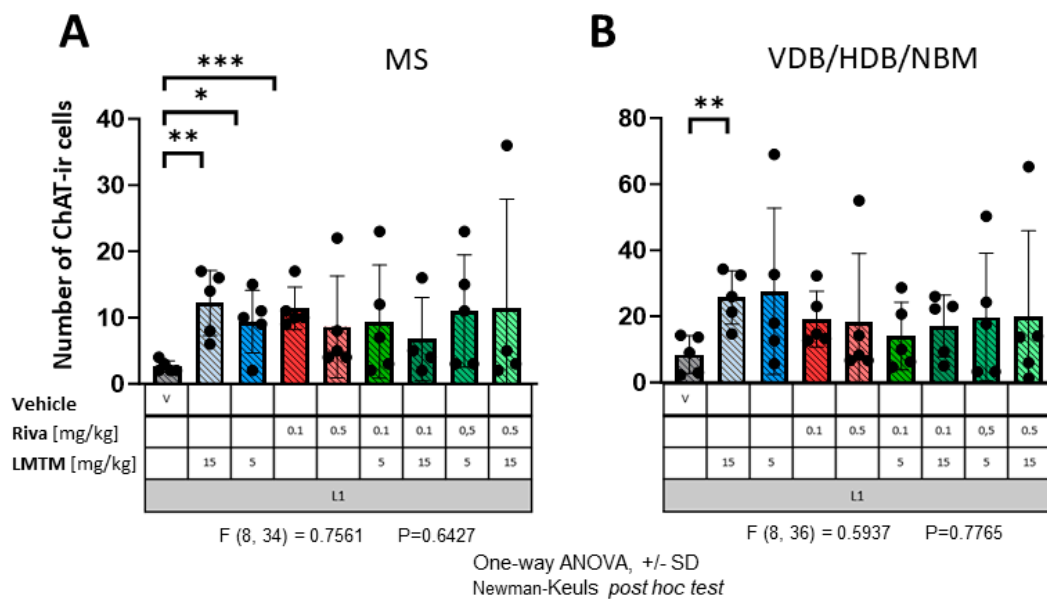 A
B
MS
VDB/HDB/NBM
***
*
**
**
Number of ChAT-ir cells
40
30
20
10
0
80
60
40
20
0
Vehicle V V
Riva [mg/kg] 0.1 0.5 0.1 0.1 0,5 0.5 0.1 0.5 0.1 0.1 0,5 0.5
LMTM [mg/kg] 15 5 5 15 5 15 15 5 5 15 5 15
L1 L1
F (8, 34) = 0.7561 P=0.6427
F (8, 36) = 0.5937 P=0.7765
One-way ANOVA, +/- SD
Newman-Keuls post hoc test